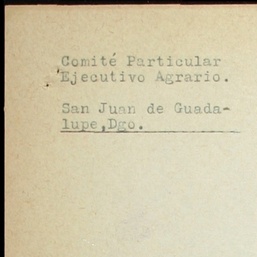 Comité Particular
Ejecutivo Agrario.
San Juan de Guada-
lupe,Dgo.